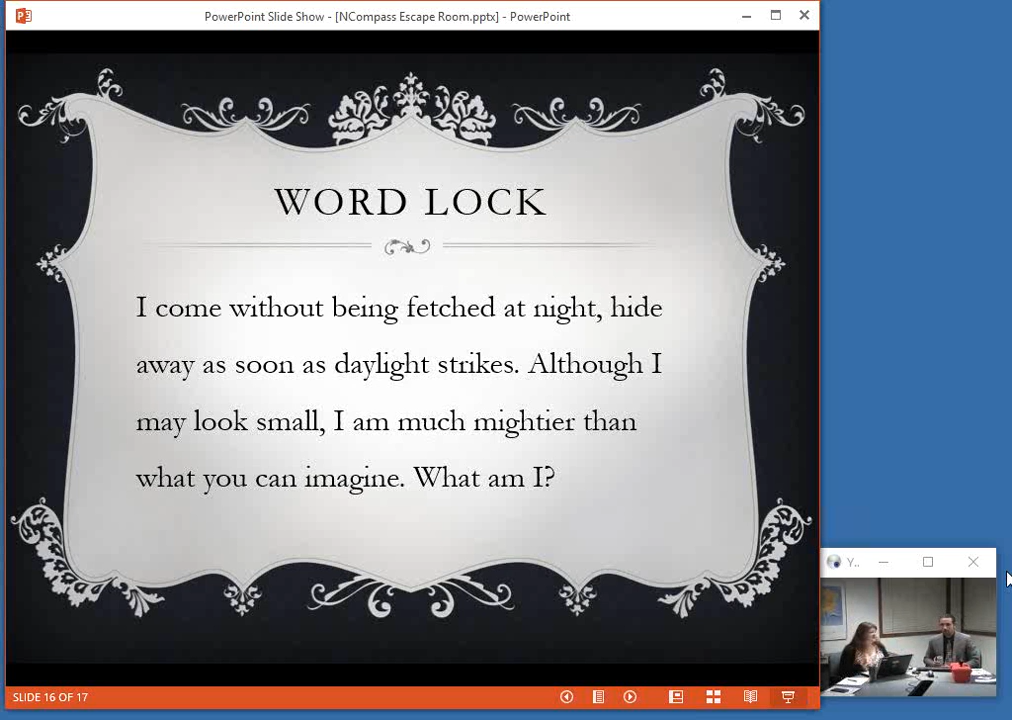 PowerPoint Slide Show - [NCompass Escape Room.pptx] - PowerPoint
WORD LOCK
I come without being fetched at night, hide
away as soon as daylight strikes. Although I
may look small, I am much mightier than
what you can imagine. What am I?
Y..
SLIDE 16 OF 17